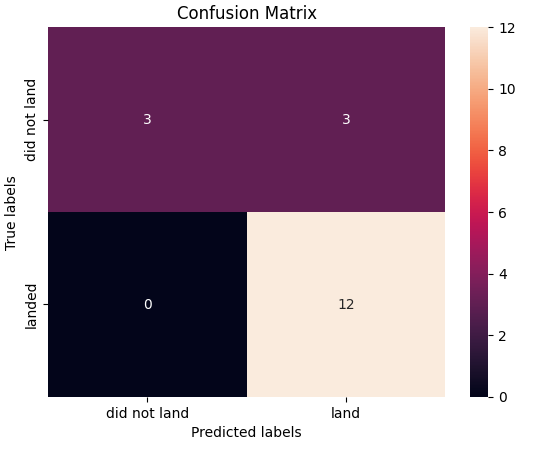 Confusion Matrix
True labels
did not land
3
3
landed
0
12
did not land
land
Predicted labels
12
10
8
6
4
2
0